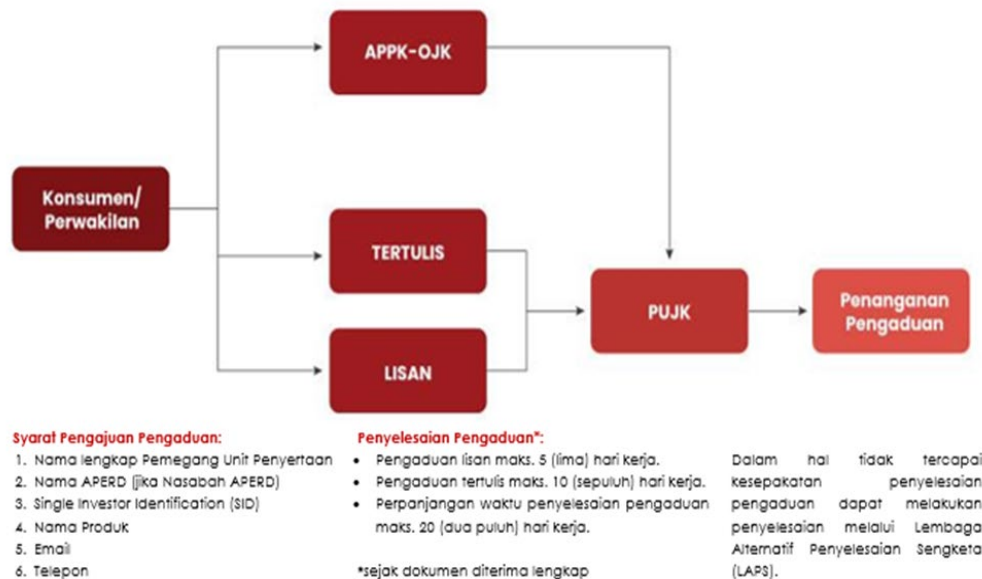 APPK-OJK
Konsumen/
Perwakilan
TERTULIS
LISAN
PUJK
Penanganan
Pengaduan
Syarat Pengajuan Pengaduan:
1. Nama lengkap Pemegang Unit Penyertaan
2. Nama APERD (jika Nasabah APERD)
3. Single Investor Identification (SID)
4. Nama Produk
5. Email
6. Telepon
Penyelesaian Pengaduan*:
• Pengaduan lisan maks. 5 (lima) hari kerja.
• Pengaduan tertulis maks. 10 (sepuluh) hari kerja.
• Perpanjangan waktu penyelesaian pengaduan
maks. 20 (dua puluh) hari kerja.
*sejak dokumen diterima lengkap
Dalam hal tidak tercapai
kesepakatan penyelesaian
pengaduan dapat melakukan
penyelesaian melalui Lembaga
Alternatif Penyelesaian Sengketa
(LAPS).